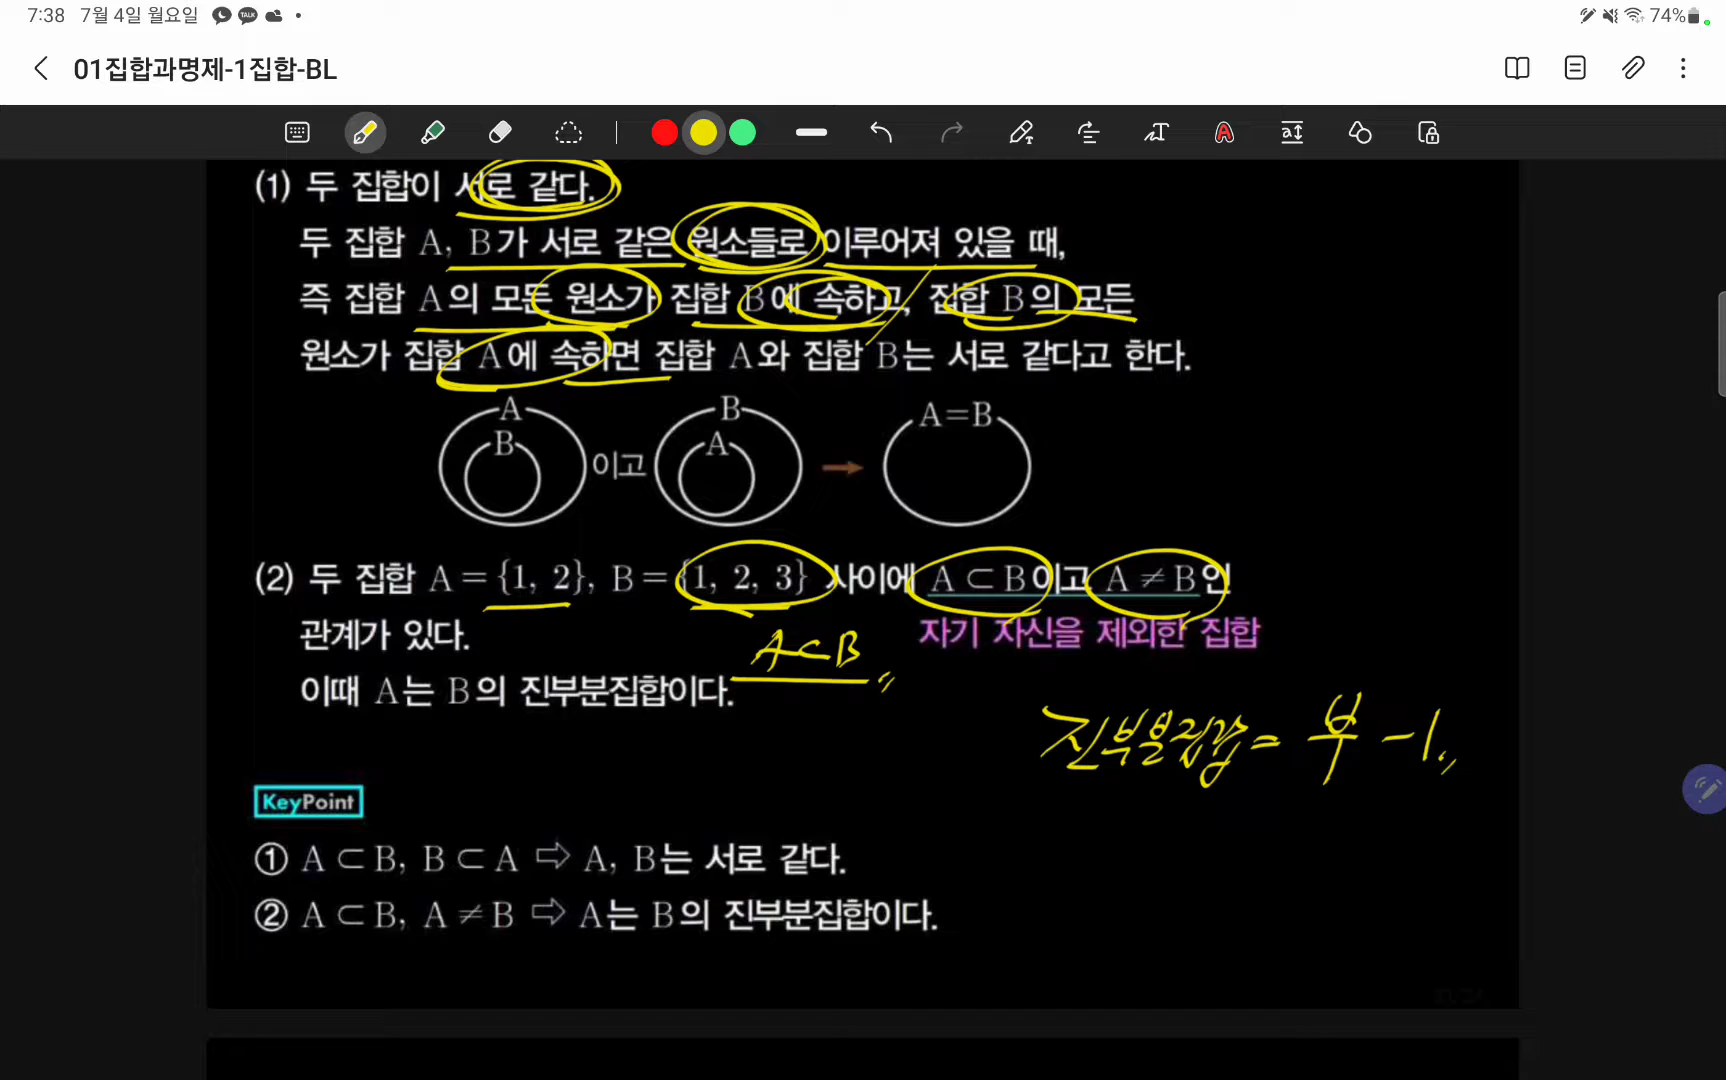 7:38 7월 4일 월요일 TALK 74%
01집합과명제-1집합-BL
(1) 두 집합이 서로 같다.
두 집합 A, B가 서로 같은 원소들로 이루어져 있을 때,
즉 집합 A의 모든 원소가 집합 B에 속하고, 집합 B의 모든
원소가 집합 A에 속하면 집합 A와 집합 B는 서로 같다고 한다.
A B 이고 B A → A=B
(2) 두 집합 A={1, 2}, B={1, 2, 3} 사이에 A⊂B이고 A≠B인
관계가 있다. A⊂B 자기 자신을 제외한 집합
이때 A는 B의 진부분집합이다.
진부분집합 = 부 -1
KeyPoint
① A⊂B, B⊂A ⇨ A, B는 서로 같다.
② A⊂B, A≠B ⇨ A는 B의 진부분집합이다.